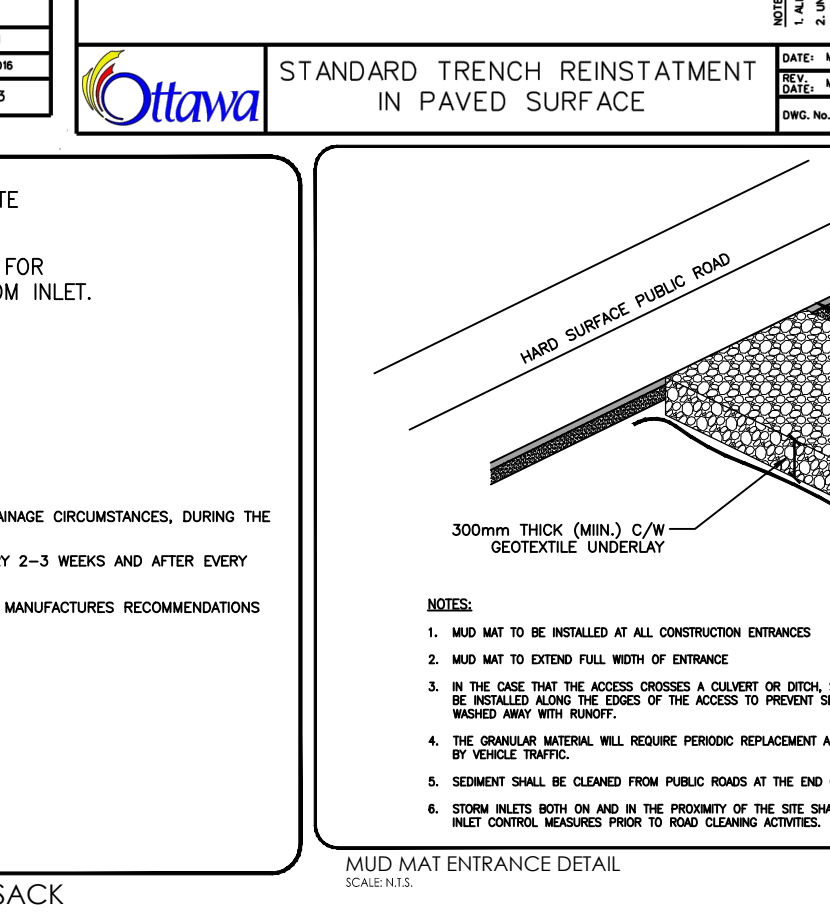 NOTE
1. ALL
2. UN
016
3
Ottawa
STANDARD TRENCH REINSTATMENT
IN PAVED SURFACE
DATE:
REV.
DATE:
DWG. No.
FOR
INLET.
HARD SURFACE PUBLIC ROAD
300mm THICK (MIIN.) C/W
GEOTEXTILE UNDERLAY
CIRCUMSTANCES, DURING THE
2-3 WEEKS AND AFTER EVERY
MANUFACTURES RECOMMENDATIONS
SACK
NOTES:
1. MUD MAT TO BE INSTALLED AT ALL CONSTRUCTION ENTRANCES
2. MUD MAT TO EXTEND FULL WIDTH OF ENTRANCE
3. IN THE CASE THAT THE ACCESS CROSSES A CULVERT OR DITCH,
BE INSTALLED ALONG THE EDGES OF THE ACCESS TO PREVENT
WASHED AWAY WITH RUNOFF.
4. THE GRANULAR MATERIAL WILL REQUIRE PERIODIC REPLACEMENT
BY VEHICLE TRAFFIC.
5. SEDIMENT SHALL BE CLEANED FROM PUBLIC ROADS AT THE END
6. STORM INLETS BOTH ON AND IN THE PROXIMITY OF THE SITE
INLET CONTROL MEASURES PRIOR TO ROAD CLEANING ACTIVITIES.
MUD MAT ENTRANCE DETAIL
SCALE: N.T.S.